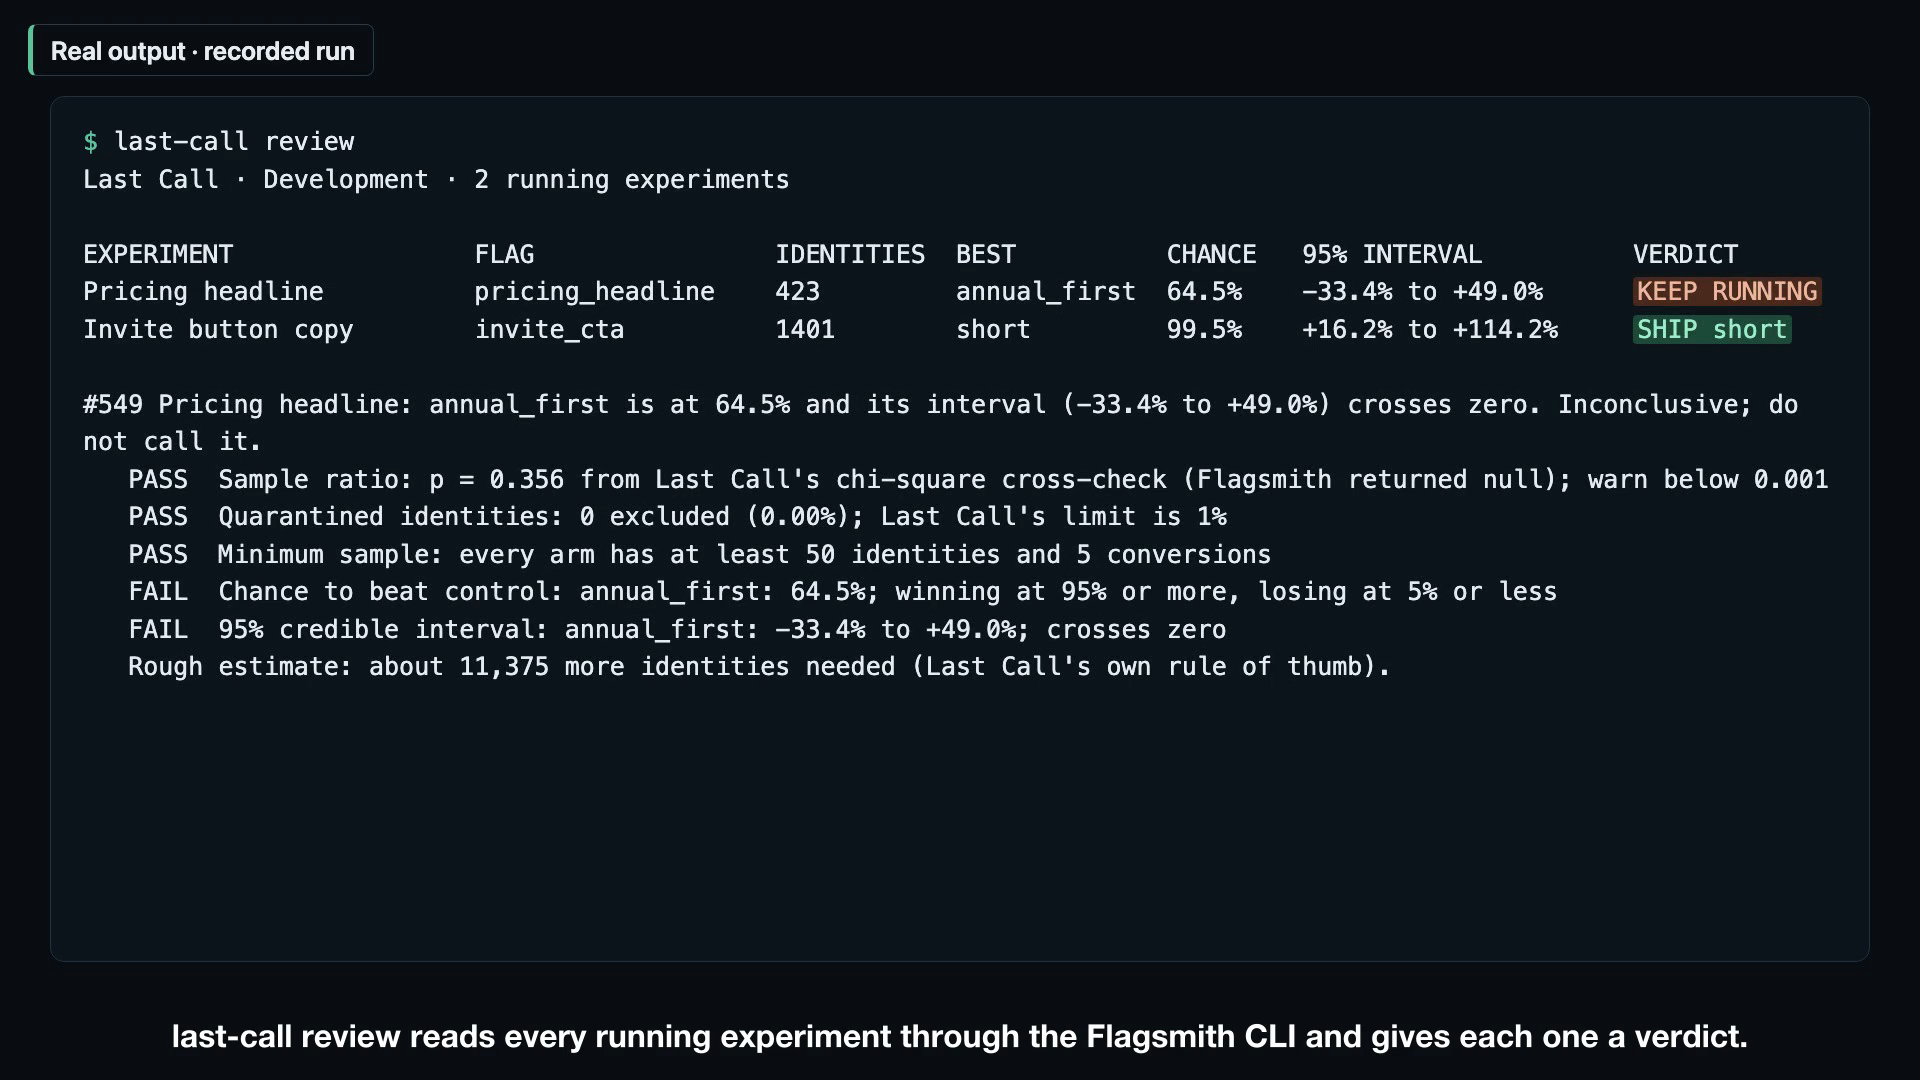 Real output · recorded run
$ last-call review
Last Call · Development · 2 running experiments
EXPERIMENT FLAG IDENTITIES BEST CHANCE 95% INTERVAL VERDICT
Pricing headline pricing_headline 423 annual_first 64.5% −33.4% to +49.0% KEEP RUNNING
Invite button copy invite_cta 1401 short 99.5% +16.2% to +114.2% SHIP short
#549 Pricing headline: annual_first is at 64.5% and its interval (−33.4% to +49.0%) crosses zero. Inconclusive; do
not call it.
PASS Sample ratio: p = 0.356 from Last Call's chi-square cross-check (Flagsmith returned null); warn below 0.001
PASS Quarantined identities: 0 excluded (0.00%); Last Call's limit is 1%
PASS Minimum sample: every arm has at least 50 identities and 5 conversions
FAIL Chance to beat control: annual_first: 64.5%; winning at 95% or more, losing at 5% or less
FAIL 95% credible interval: annual_first: −33.4% to +49.0%; crosses zero
Rough estimate: about 11,375 more identities needed (Last Call's own rule of thumb).
last-call review reads every running experiment through the Flagsmith CLI and gives each one a verdict.